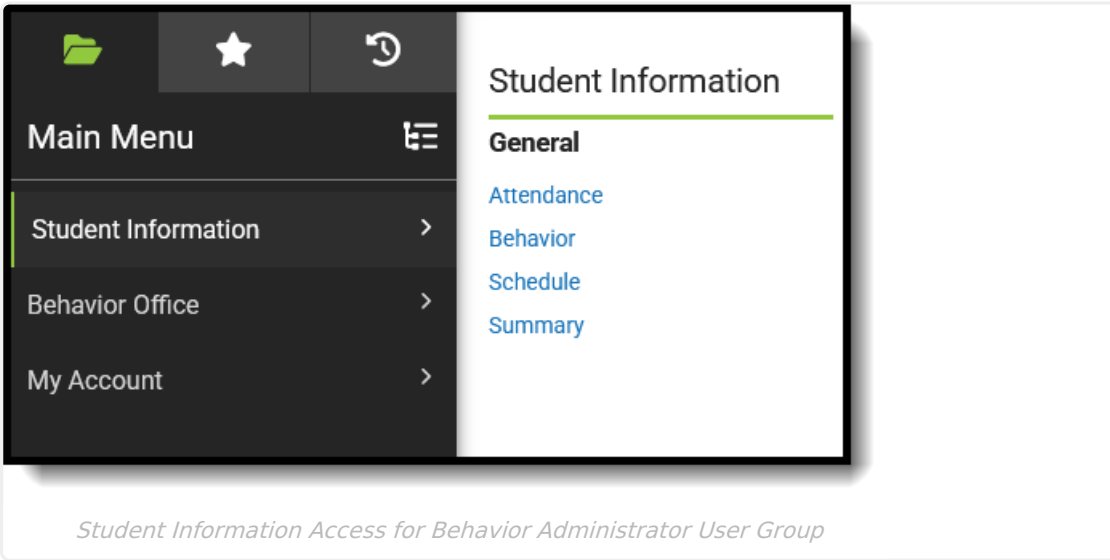 Main Menu
Student Information
Behavior Office
My Account
Student Information
General
Attendance
Behavior
Schedule
Summary
Student Information Access for Behavior Administrator User Group